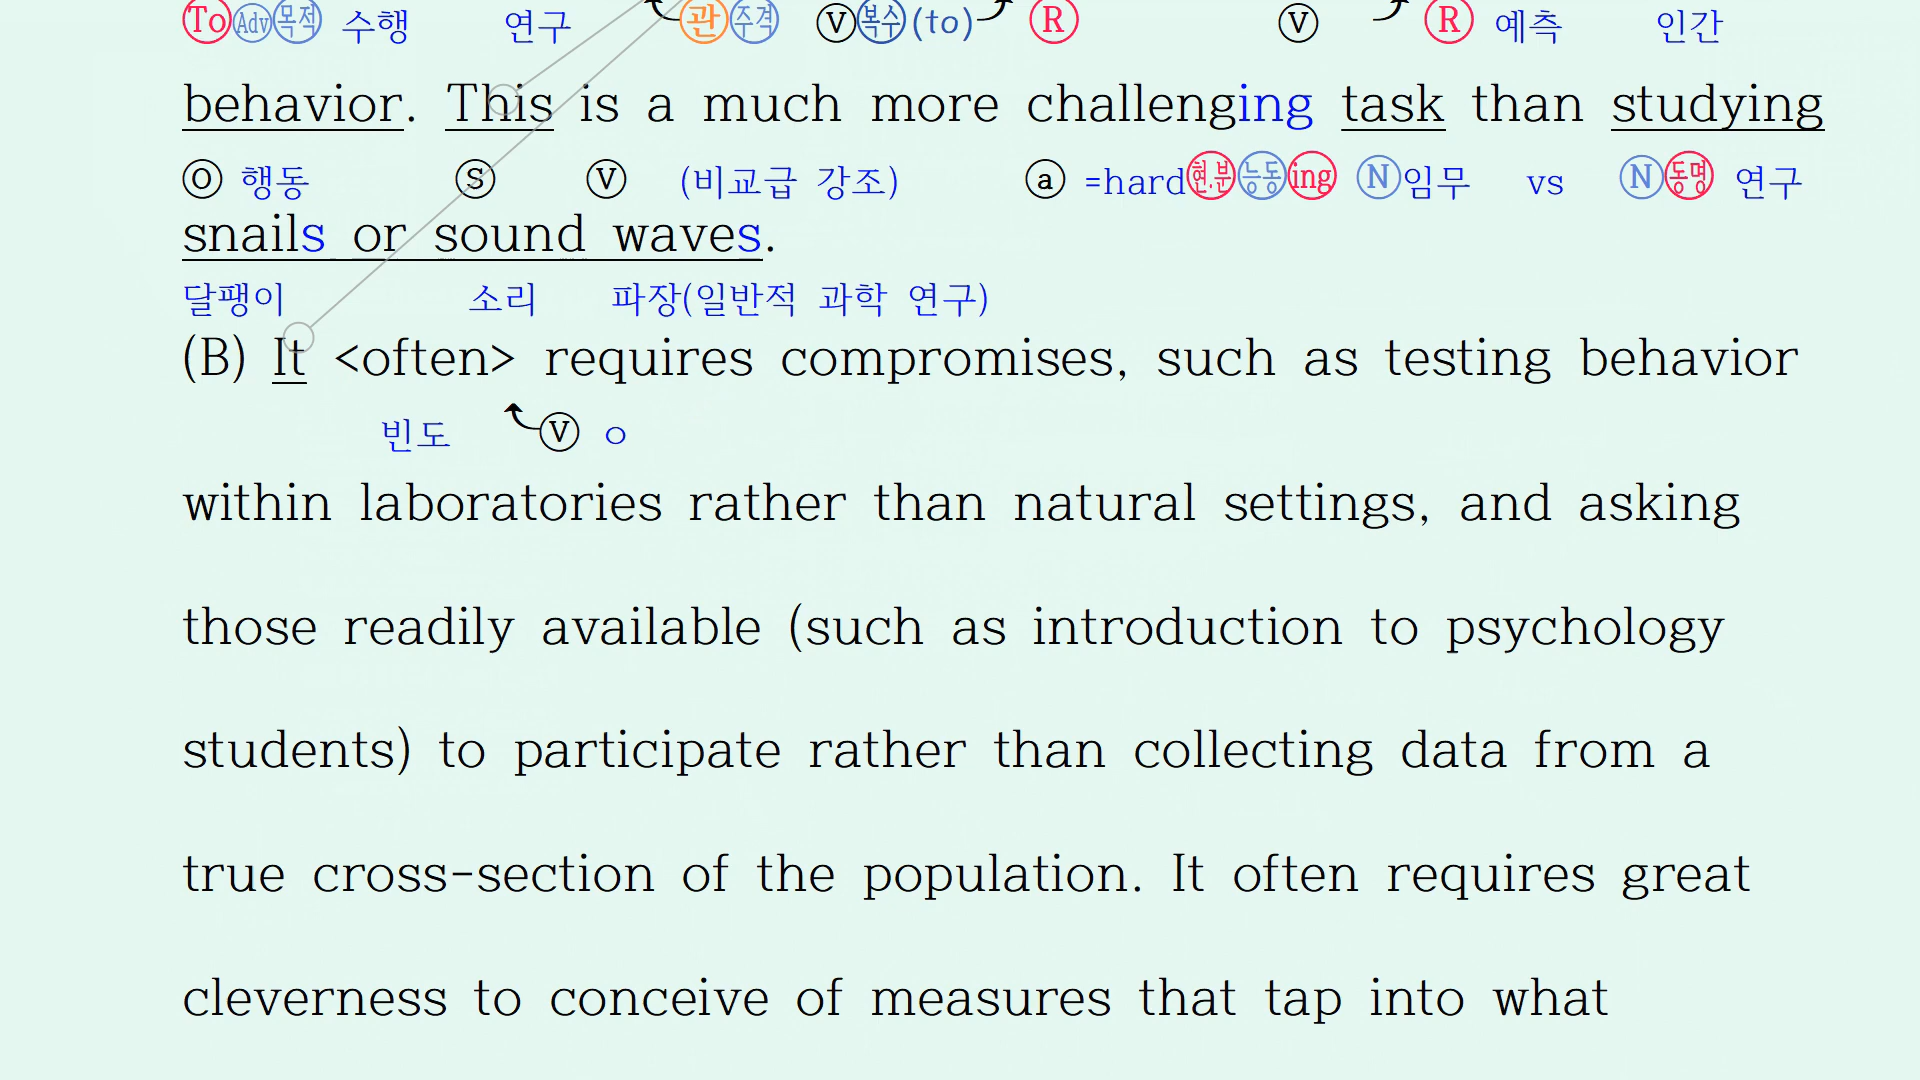 To Adv 목적 수행 연구 관 주격 V 복수 (to) R V R 예측 인간
behavior. This is a much more challenging task than studying
O 행동 S V (비교급 강조) a =hard 현.분 능동 ing N 임무 vs N 동명 연구
snails or sound waves.
달팽이 소리 파장(일반적 과학 연구)
(B) It <often> requires compromises, such as testing behavior
빈도 V o
within laboratories rather than natural settings, and asking
those readily available (such as introduction to psychology
students) to participate rather than collecting data from a
true cross-section of the population. It often requires great
cleverness to conceive of measures that tap into what